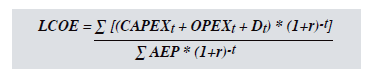 LCOE = ∑ [(CAPEXt + OPEXt + Dt) * (1+r)-t]
∑ AEP * (1+r)-t